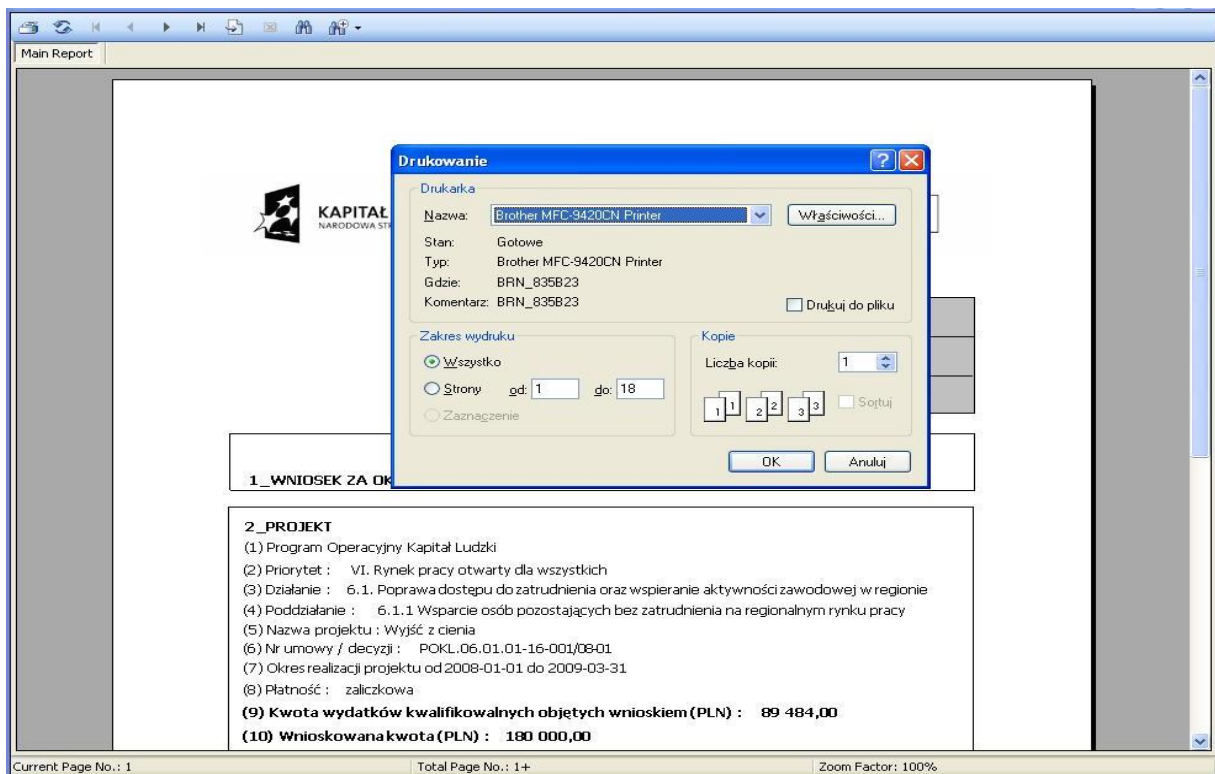 Main Report
Drukowanie
KAPITAŁ
NARODOWA
Drukarka
Nazwa: Brother MFC-9420CN Printer Właściwości...
Stan: Gotowe
Typ: Brother MFC-9420CN Printer
Gdzie: BRN_835B23
Komentarz: BRN_835B23 Drukuj do pliku
Zakres wydruku
Wszystko
Strony od: 1 do: 18
Zaznaczenie
Kopie
Liczba kopii: 1
1 1 2 2 3 3 Sortuj
OK Anuluj
1_WNIOSEK ZA OK
2_PROJEKT
(1) Program Operacyjny Kapitał Ludzki
(2) Priorytet : VI. Rynek pracy otwarty dla wszystkich
(3) Działanie : 6.1. Poprawa dostępu do zatrudnienia oraz wspieranie aktywności zawodowej w regionie
(4) Poddziałanie : 6.1.1 Wsparcie osób pozostających bez zatrudnienia na regionalnym rynku pracy
(5) Nazwa projektu : Wyjść z cienia
(6) Nr umowy / decyzji : POKL.06.01.01-16-001/08-01
(7) Okres realizacji projektu od 2008-01-01 do 2009-03-31
(8) Płatność : zaliczkowa
(9) Kwota wydatków kwalifikowalnych objętych wnioskiem (PLN) : 89 484,00
(10) Wnioskowana kwota (PLN) : 180 000,00
Current Page No.: 1 Total Page No.: 1+ Zoom Factor: 100%